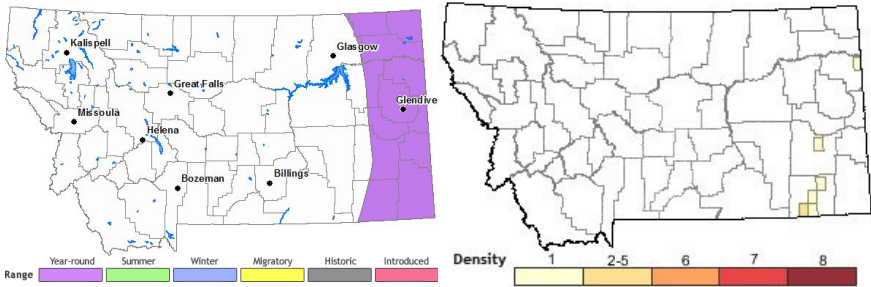 Kalispell
Glasgow
Great Falls
Glendive
Missoula
Helena
Bozeman
Billings
Year-round Summer Winter Migratory Historic Introduced
Range
Density 1 2-5 6 7 8